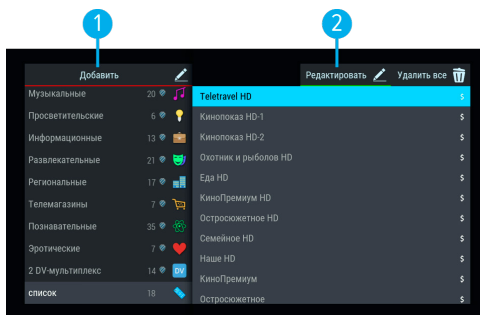 1
2
Добавить
Редактировать
Удалить все
Музыкальные 20
Просветительские 6
Информационные 13
Развлекательные 21
Региональные 17
Телемагазины 7
Познавательные 35
Эротические 7
2 DV-мультиплекс 14 DV
список 18
Teletravel HD $
Кинопоказ HD-1 $
Кинопоказ HD-2 $
Охотник и рыболов HD $
Еда HD $
КиноПремиум HD $
Остросюжетное HD $
Семейное HD $
Наше HD $
КиноПремиум $
Остросюжетное $